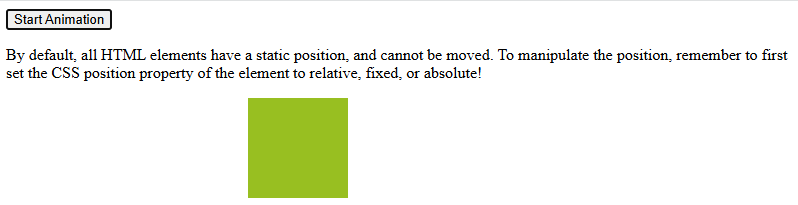 Start Animation
By default, all HTML elements have a static position, and cannot be moved. To manipulate the position, remember to first
set the CSS position property of the element to relative, fixed, or absolute!